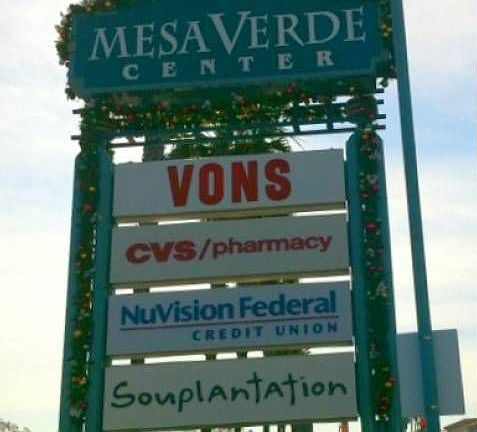 MESA VERDE
CENTER
VONS
CVS/pharmacy
NuVision Federal
CREDIT UNION
Souplantation